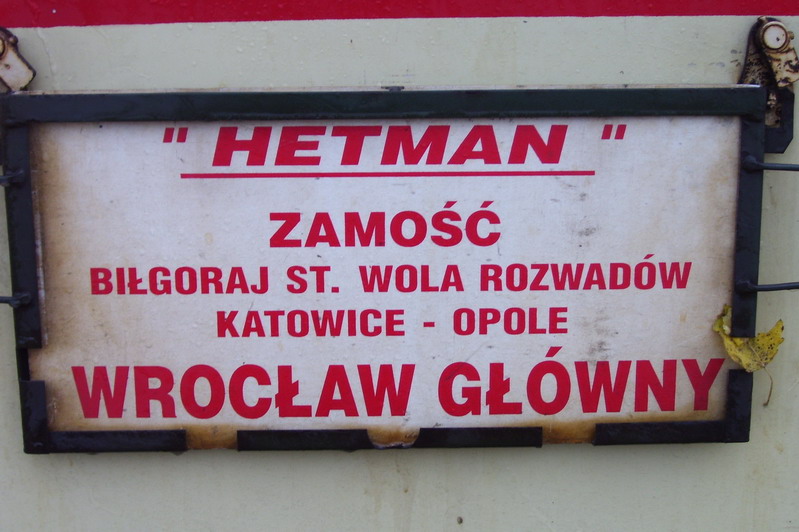 " HETMAN "
ZAMOŚĆ
BIŁGORAJ ST. WOLA ROZWADÓW
KATOWICE - OPOLE
WROCŁAW GŁÓWNY